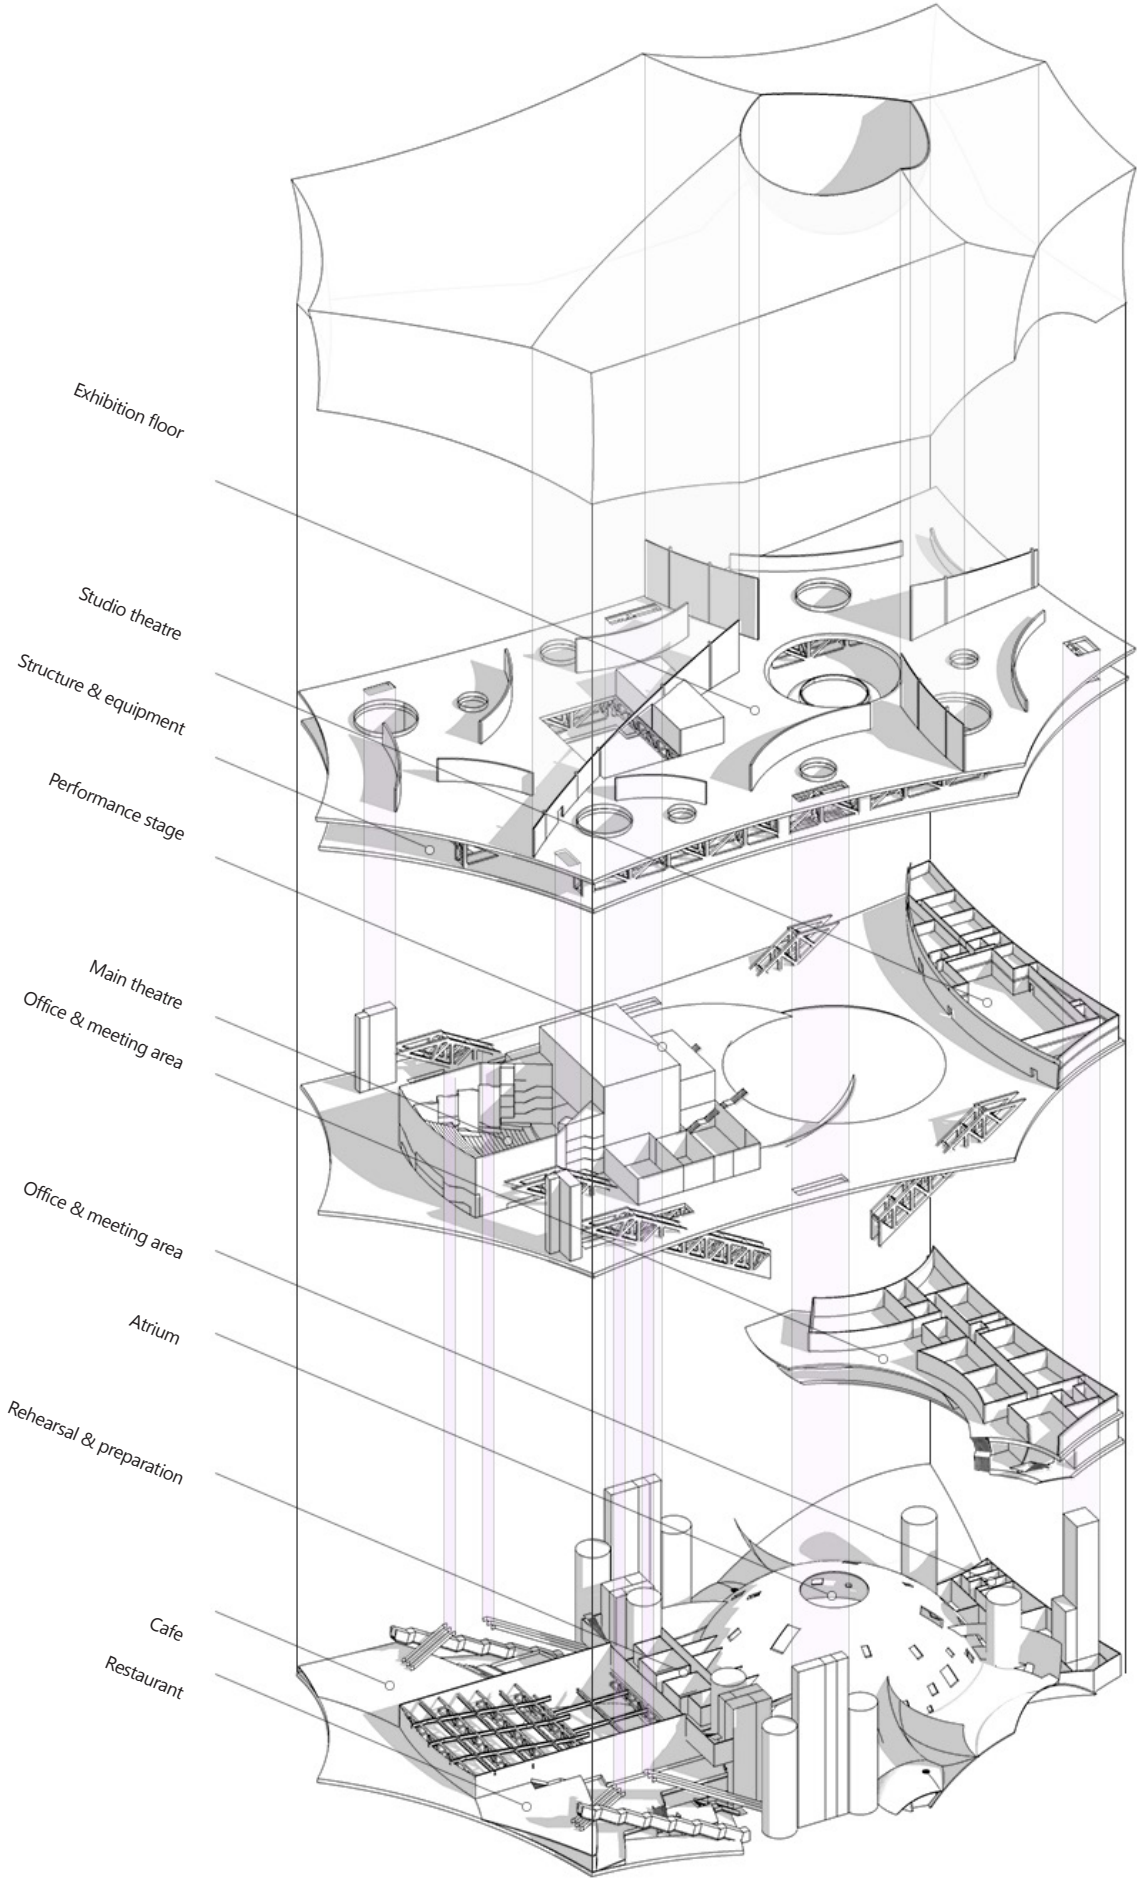 Exhibition floor
Studio theatre
Structure & equipment
Performance stage
Main theatre
Office & meeting area
Office & meeting area
Atrium
Rehearsal & preparation
Cafe
Restaurant